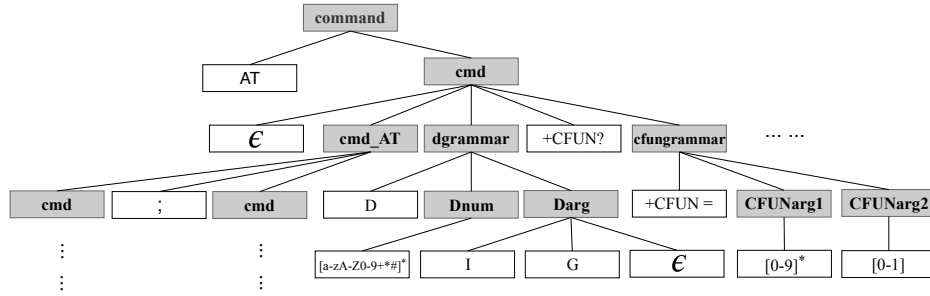 command
AT
cmd
ϵ
cmd_AT
dgrammar
+CFUN?
cfungrammar
... ...
cmd
;
cmd
D
Dnum
Darg
+CFUN =
CFUNarg1
CFUNarg2
[a-zA-Z0-9+*#]*
I
G
ϵ
[0-9]*
[0-1]